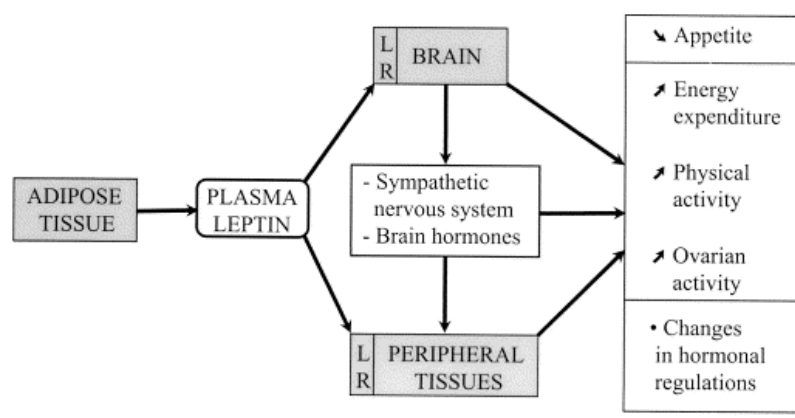 L
R
BRAIN
ADIPOSE
TISSUE
PLASMA
LEPTIN
- Sympathetic
nervous system
- Brain hormones
L
R
PERIPHERAL
TISSUES
↘ Appetite
↗ Energy
expenditure
↗ Physical
activity
↗ Ovarian
activity
• Changes
in hormonal
regulations